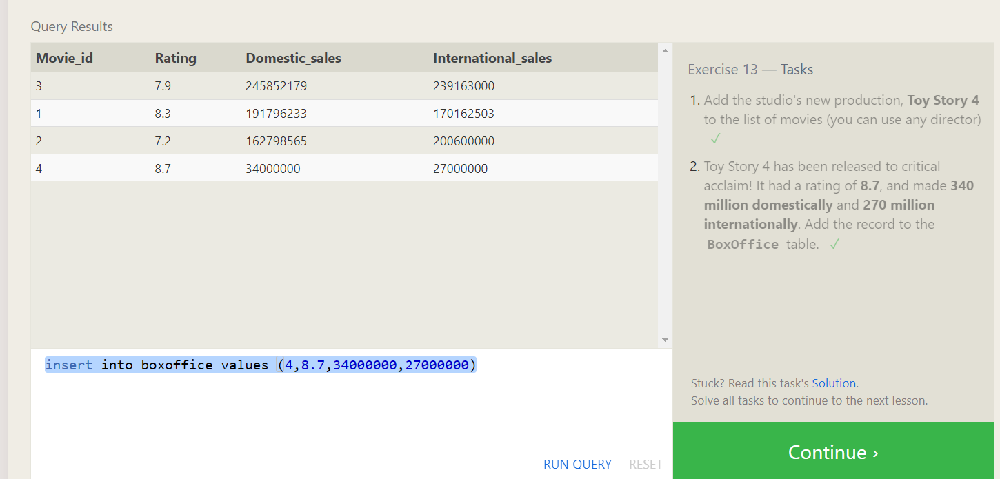 Query Results
Movie_id Rating Domestic_sales International_sales
3 7.9 245852179 239163000
1 8.3 191796233 170162503
2 7.2 162798565 200600000
4 8.7 34000000 27000000
insert into boxoffice values (4,8.7,34000000,27000000)
RUN QUERY RESET
Exercise 13 — Tasks
1. Add the studio's new production, Toy Story 4
to the list of movies (you can use any director)
✓
2. Toy Story 4 has been released to critical
acclaim! It had a rating of 8.7, and made 340
million domestically and 270 million
internationally. Add the record to the
BoxOffice table. ✓
Stuck? Read this task's Solution.
Solve all tasks to continue to the next lesson.
Continue ›